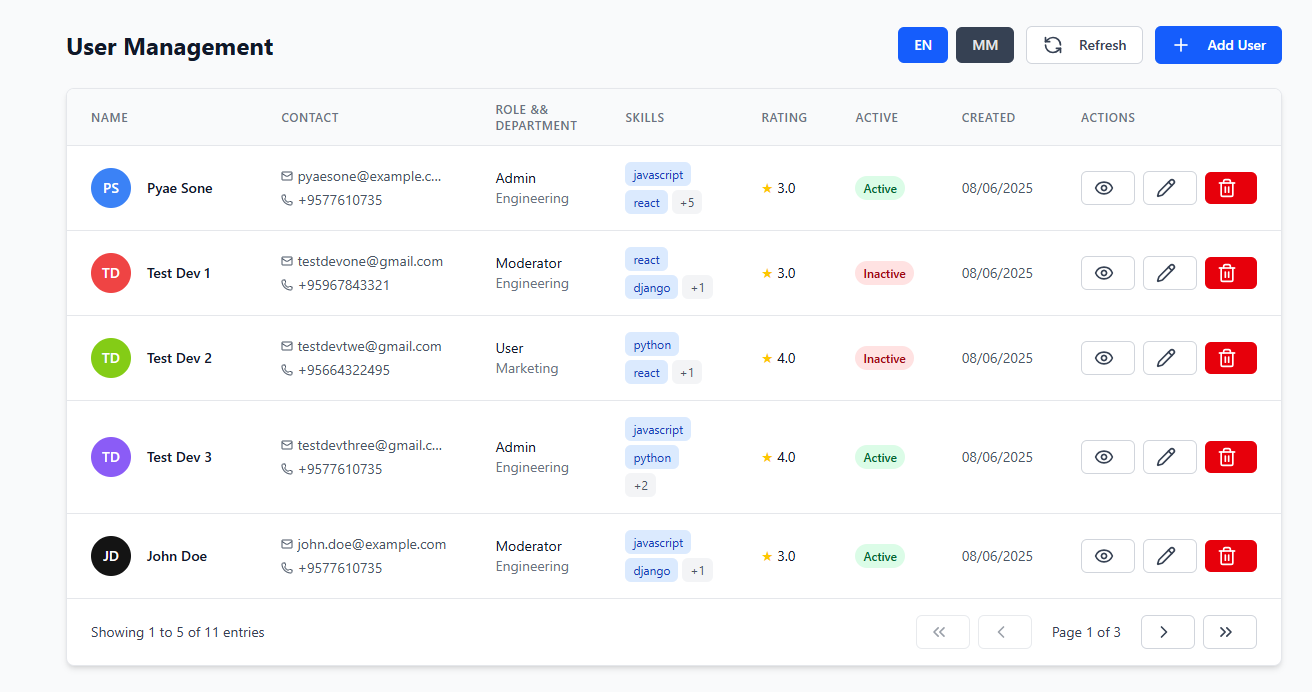 User Management
EN
MM
Refresh
Add User
NAME
CONTACT
ROLE &&
DEPARTMENT
SKILLS
RATING
ACTIVE
CREATED
ACTIONS
PS
Pyae Sone
pyaesone@example.c...
+9577610735
Admin
Engineering
javascript
react +5
3.0
Active
08/06/2025
TD
Test Dev 1
testdevone@gmail.com
+95967843321
Moderator
Engineering
react
django +1
3.0
Inactive
08/06/2025
TD
Test Dev 2
testdevtwe@gmail.com
+95664322495
User
Marketing
python
react +1
4.0
Inactive
08/06/2025
TD
Test Dev 3
testdevthree@gmail.c...
+9577610735
Admin
Engineering
javascript
python
+2
4.0
Active
08/06/2025
JD
John Doe
john.doe@example.com
+9577610735
Moderator
Engineering
javascript
django +1
3.0
Active
08/06/2025
Showing 1 to 5 of 11 entries
Page 1 of 3